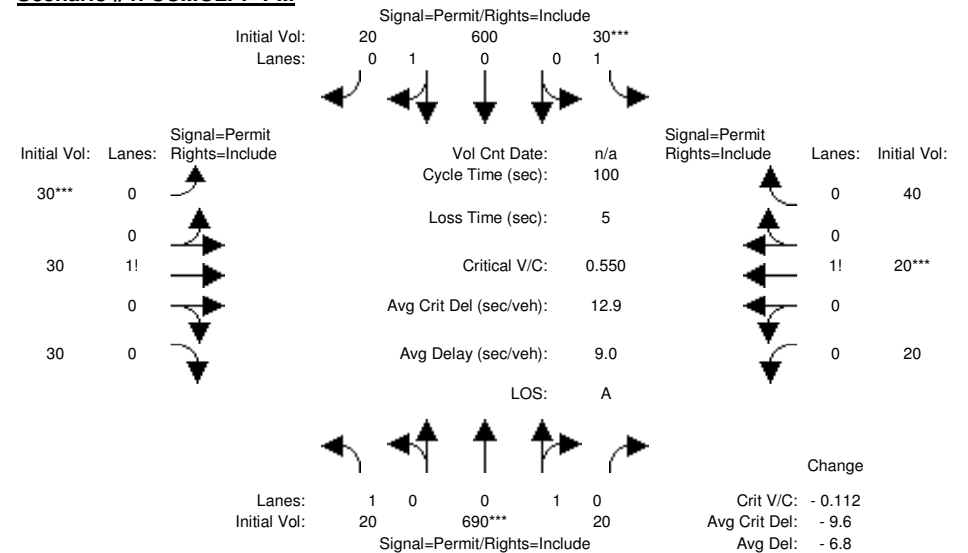 Signal=Permit/Rights=Include
Initial Vol: 20 600 30***
Lanes: 0 1 0 0 1
Signal=Permit
Initial Vol: Lanes: Rights=Include
Vol Cnt Date: n/a
Signal=Permit
Rights=Include Lanes: Initial Vol:
Cycle Time (sec): 100
30*** 0
0 40
Loss Time (sec): 5
0
0
30 1!
Critical V/C: 0.550
1! 20***
0
Avg Crit Del (sec/veh): 12.9
0
30 0
Avg Delay (sec/veh): 9.0
0 20
LOS: A
Change
Lanes: 1 0 0 1 0
Crit V/C: - 0.112
Initial Vol: 20 690*** 20
Avg Crit Del: - 9.6
Signal=Permit/Rights=Include
Avg Del: - 6.8